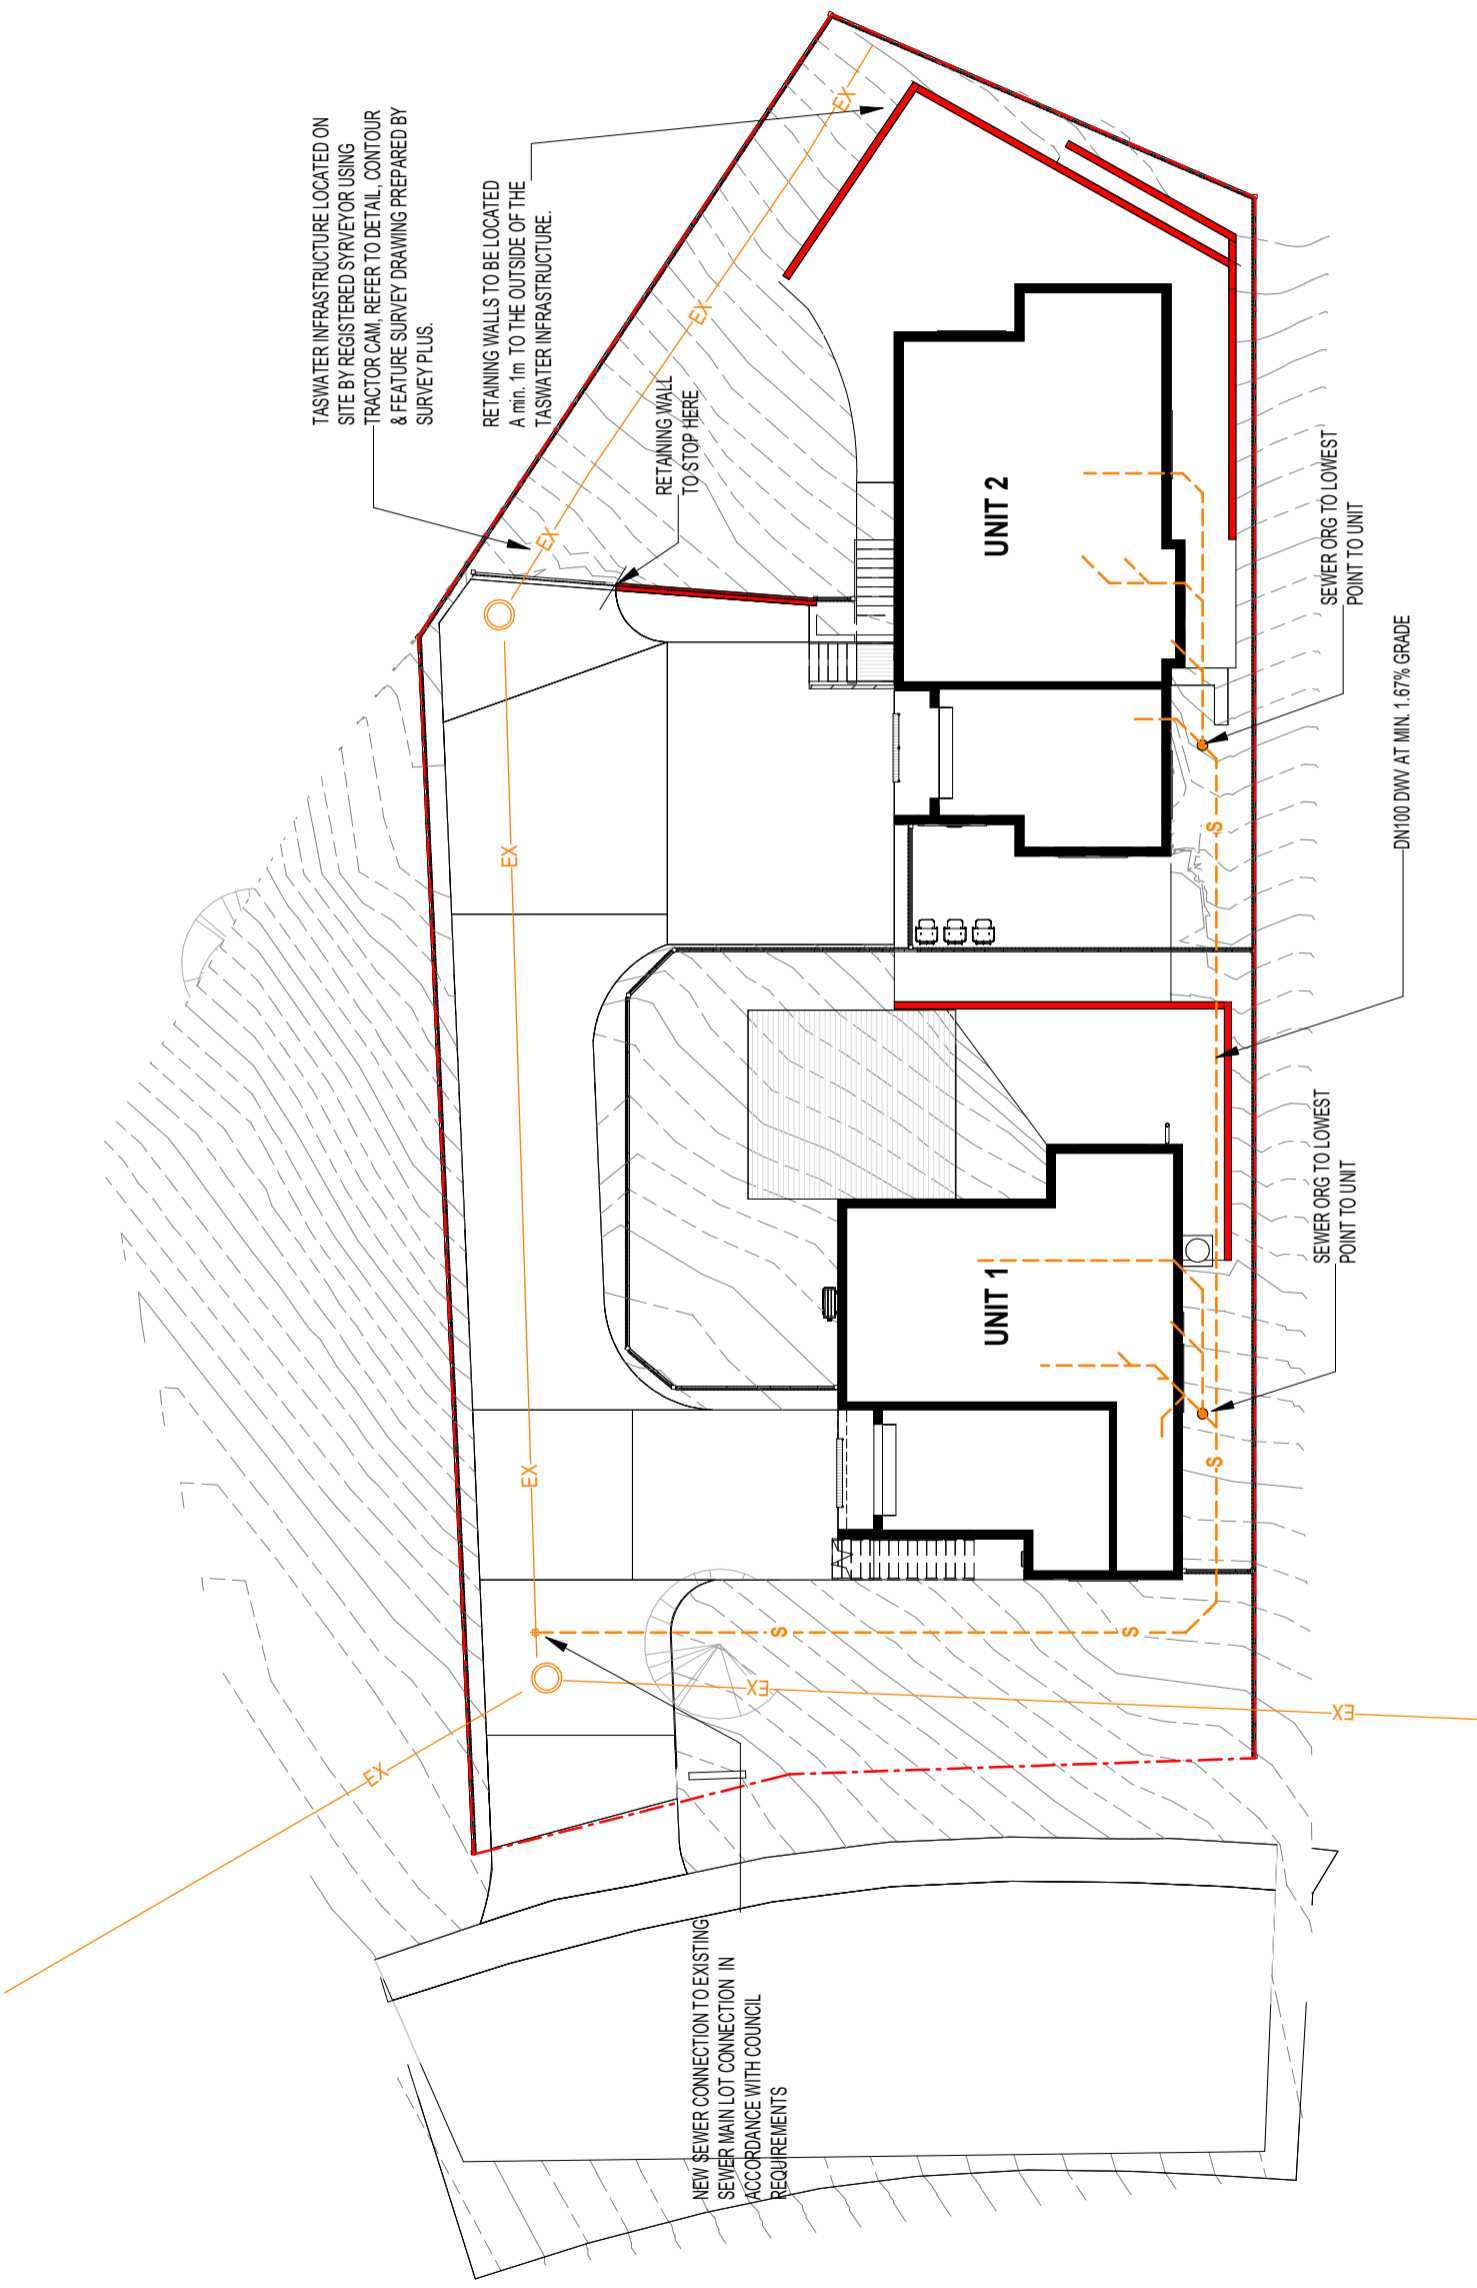 TASWATER INFRASTRUCTURE LOCATED ON
SITE BY REGISTERED SYRVEYOR USING
TRACTOR CAM, REFER TO DETAIL, CONTOUR
& FEATURE SURVEY DRAWING PREPARED BY
SURVEY PLUS.
RETAINING WALLS TO BE LOCATED
A min. 1m TO THE OUTSIDE OF THE
TASWATER INFRASTRUCTURE.
RETAINING WALL
TO STOP HERE
EX
EX
EX
EX
EX
EX
EX
EX
UNIT 2
UNIT 1
SEWER ORG TO LOWEST
POINT TO UNIT
DN100 DWV AT MIN. 1.67% GRADE
SEWER ORG TO LOWEST
POINT TO UNIT
S
S
S
S
NEW SEWER CONNECTION TO EXISTING
SEWER MAIN LOT CONNECTION IN
ACCORDANCE WITH COUNCIL
REQUIREMENTS